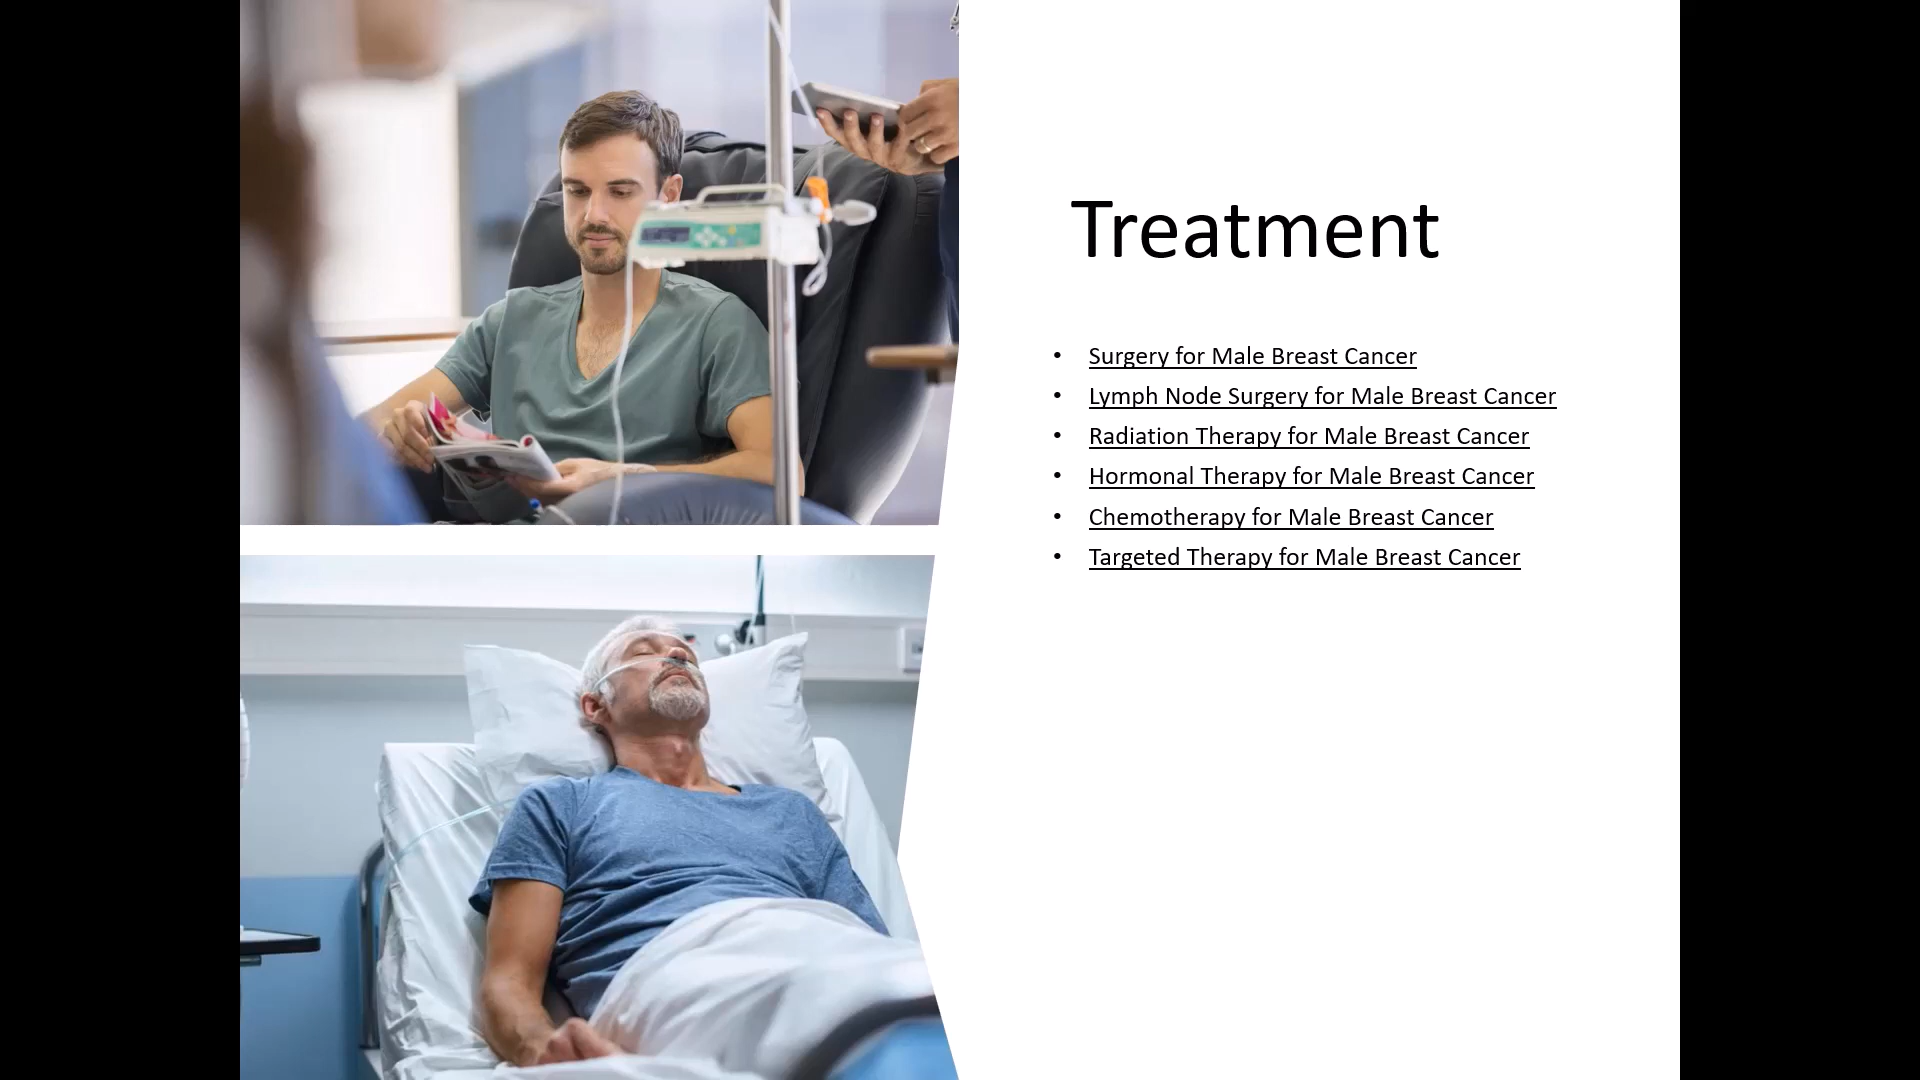 Treatment
• Surgery for Male Breast Cancer
• Lymph Node Surgery for Male Breast Cancer
• Radiation Therapy for Male Breast Cancer
• Hormonal Therapy for Male Breast Cancer
• Chemotherapy for Male Breast Cancer
• Targeted Therapy for Male Breast Cancer